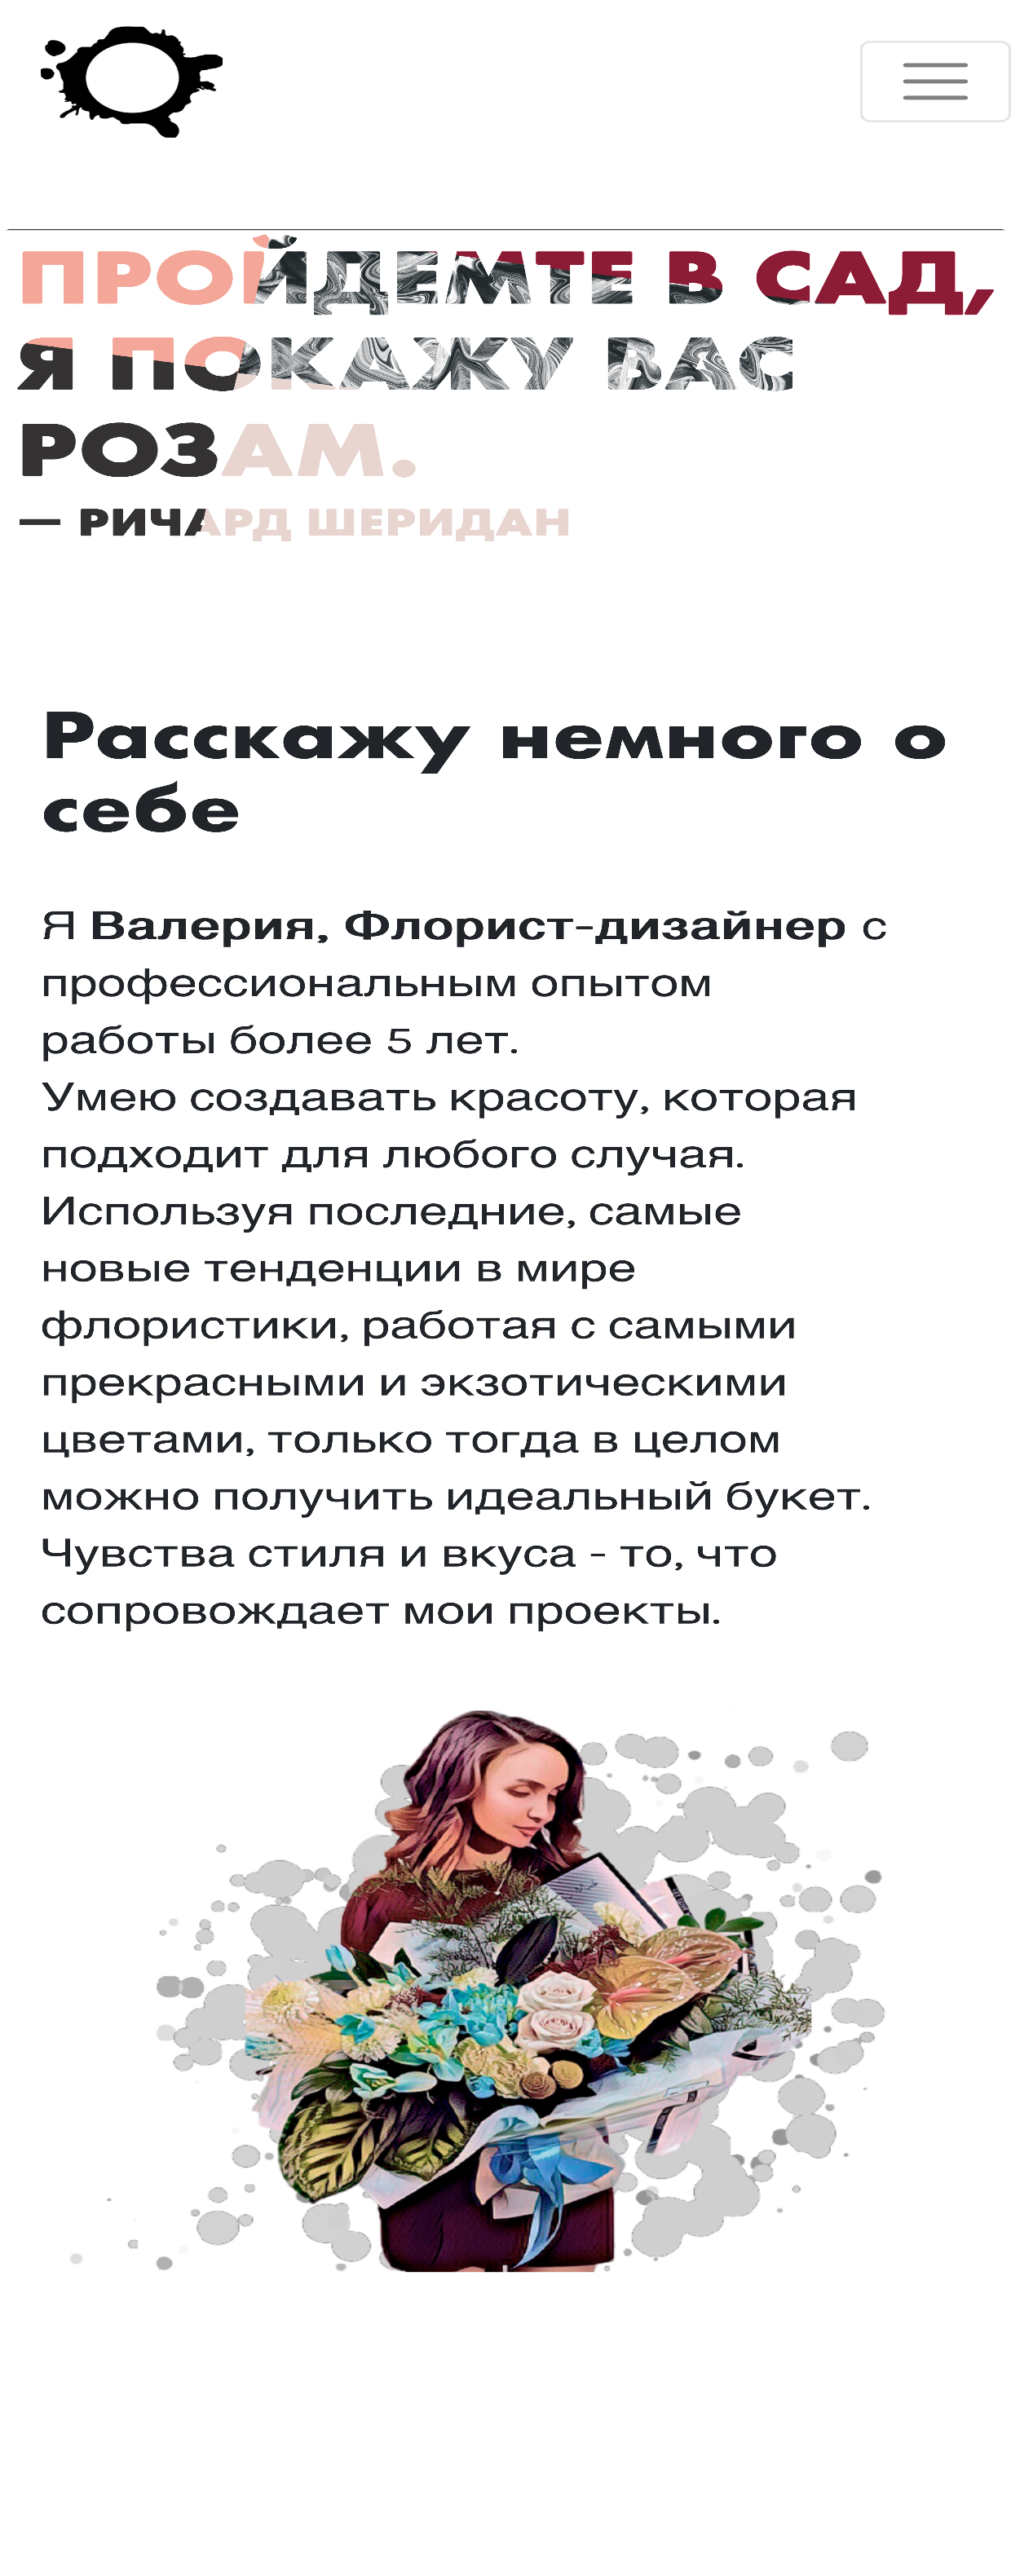 ПРОЙДЕМТЕ В САД,
Я ПОКАЖУ ВАС
РОЗАМ.
— РИЧАРД ШЕРИДАН
Расскажу немного о
себе
Я Валерия, Флорист-дизайнер с
профессиональным опытом
работы более 5 лет.
Умею создавать красоту, которая
подходит для любого случая.
Используя последние, самые
новые тенденции в мире
флористики, работая с самыми
прекрасными и экзотическими
цветами, только тогда в целом
можно получить идеальный букет.
Чувства стиля и вкуса - то, что
сопровождает мои проекты.